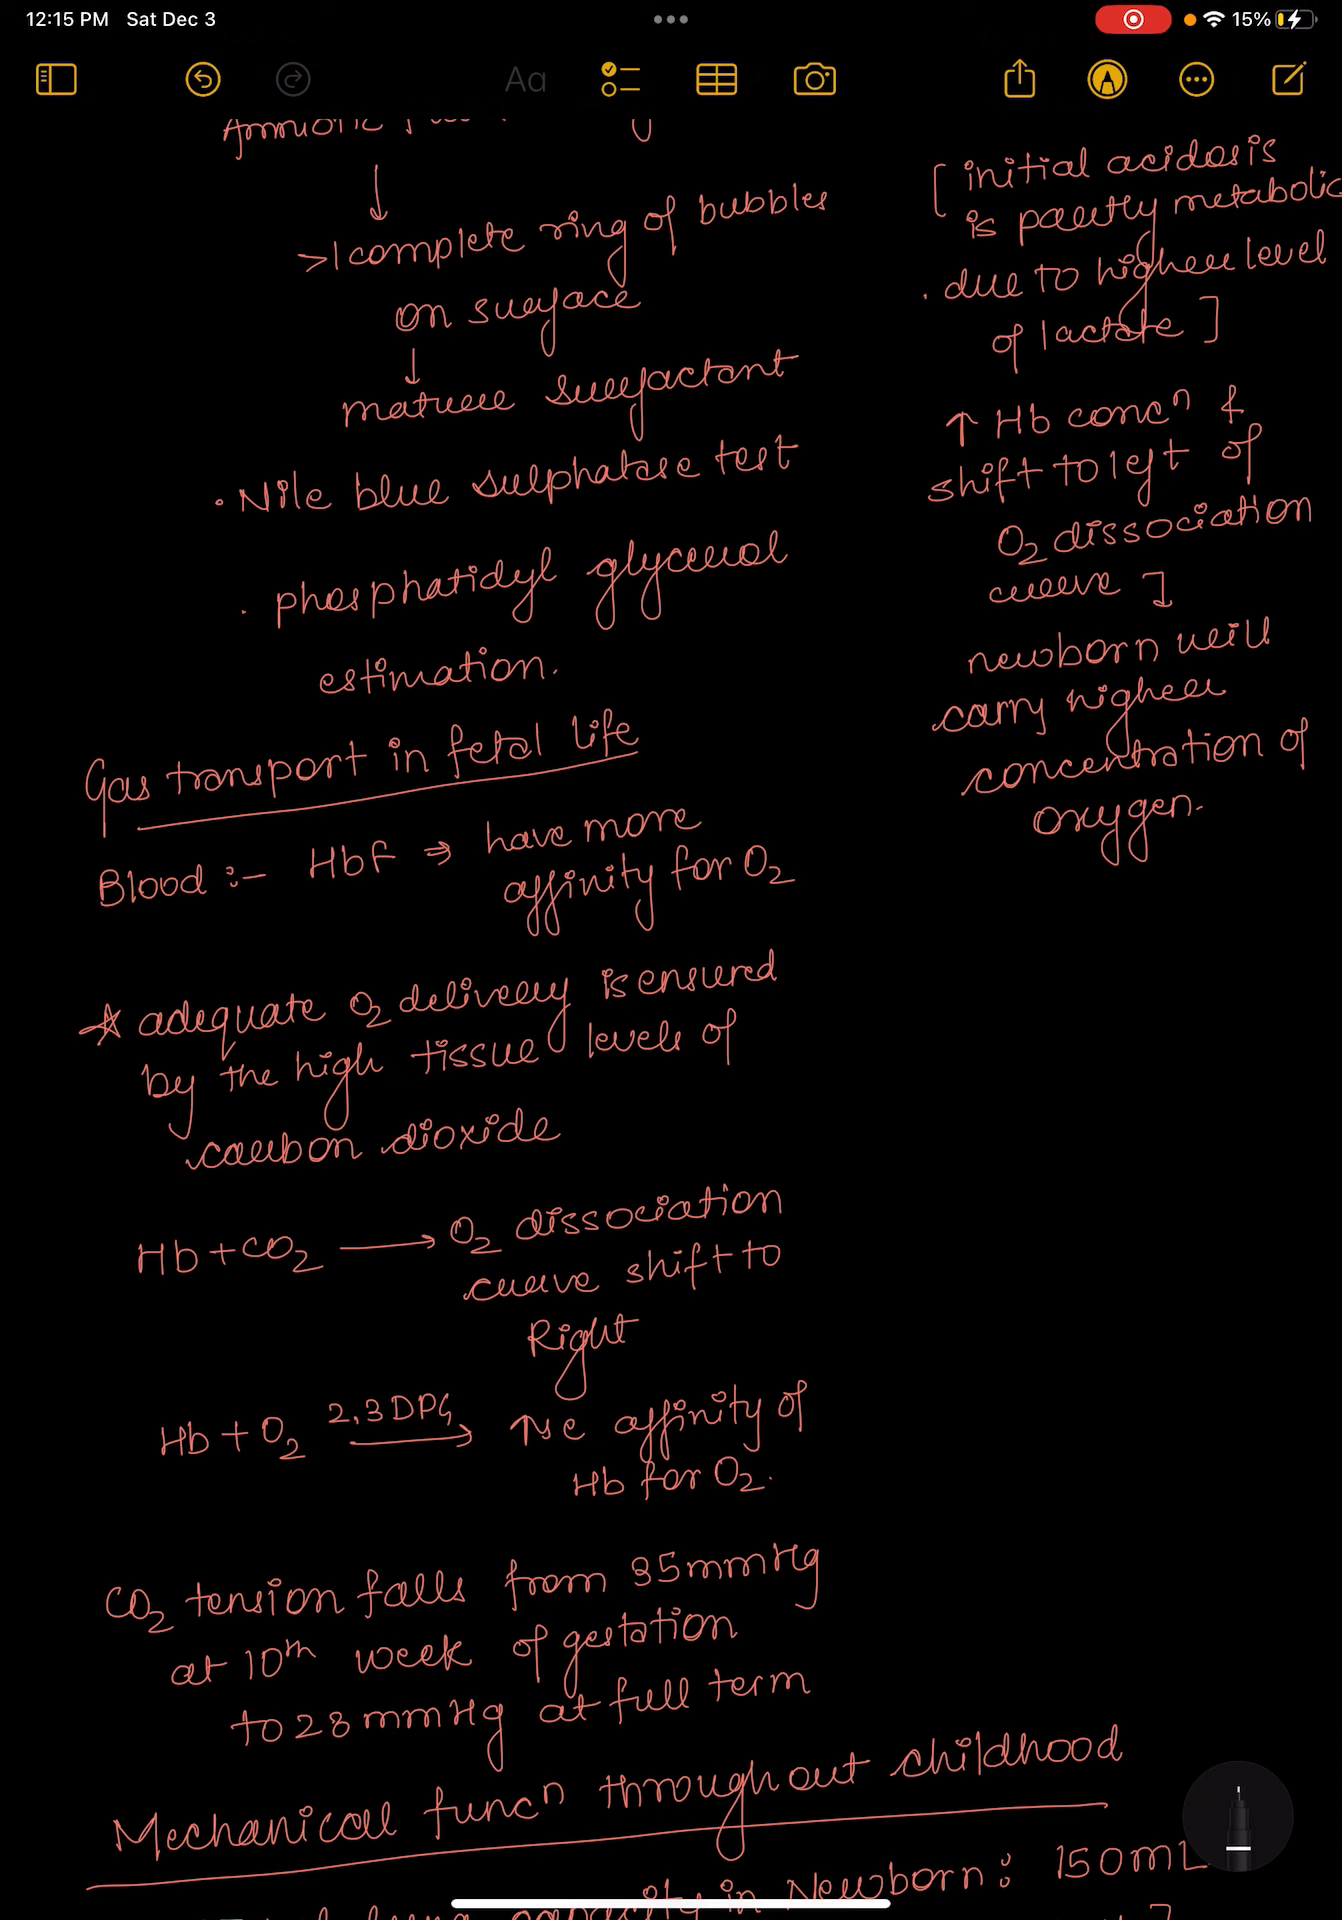 12:15 PM Sat Dec 3
15%
Aa
Amniotic
↓
>1 complete ring of bubbles
on surface
↓
mature surfactant
· Nile blue sulphatase test
· phosphatidyl glycerol
estimation.
Gas transport in fetal life
Blood :- HbF ⇒ have more
affinity for O2
☆ adequate O2 delivery is ensured
by the high tissue levels of
carbon dioxide
Hb + CO2 → O2 dissociation
curve shift to
Right
Hb + O2 2,3 DPG → ↑se affinity of
Hb for O2.
CO2 tension falls from 35mmHg
at 10th week of gestation
to 28 mmHg at full term
Mechanical funcn throughout childhood
capacity in Newborn : 150mL
[ initial acidosis
is partly metabolic
. due to higher level
of lactate ]
↑ Hb concn &
shift to left of
O2 dissociation
curve ]
newborn will
carry higher
concentration of
oxygen.